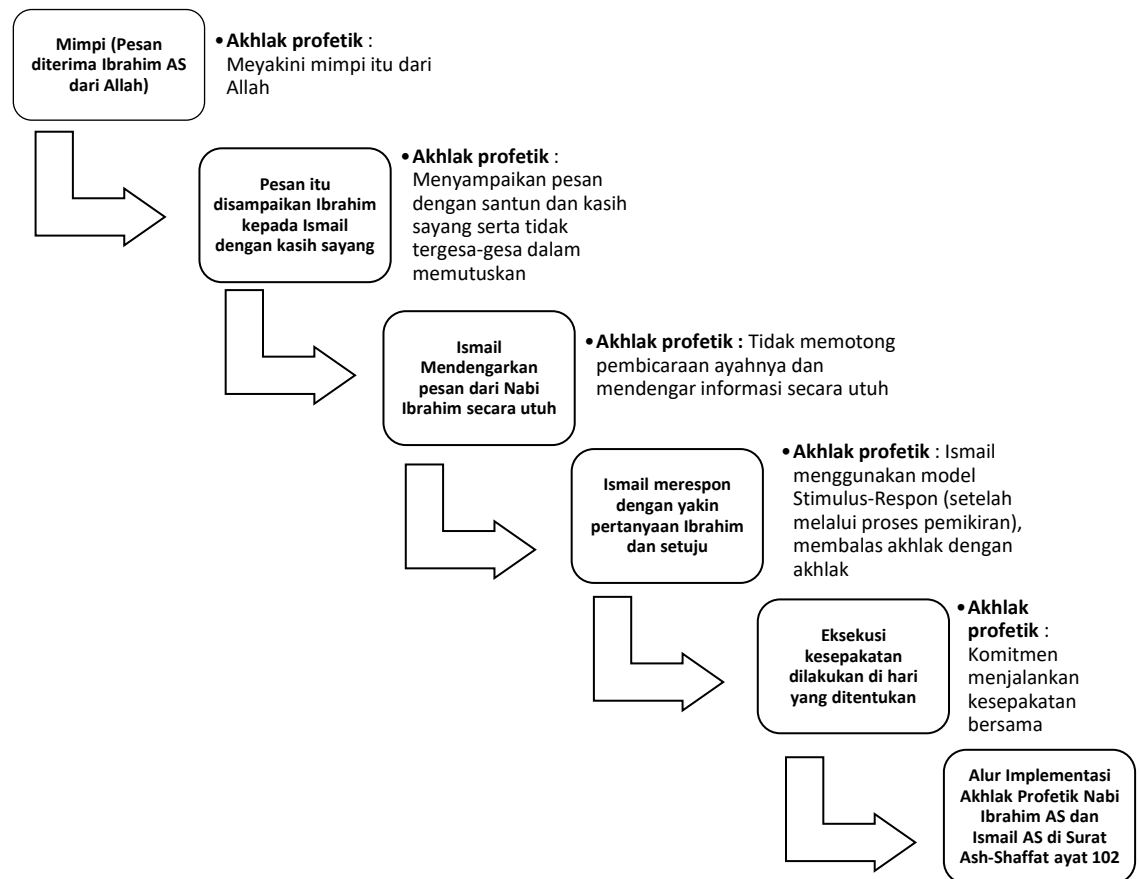 Mimpi (Pesan
diterima Ibrahim AS
dari Allah)
•Akhlak profetik :
Meyakini mimpi itu dari
Allah
Pesan itu
disampaikan Ibrahim
kepada Ismail
dengan kasih sayang
•Akhlak profetik :
Menyampaikan pesan
dengan santun dan kasih
sayang serta tidak
tergesa-gesa dalam
memutuskan
Ismail
Mendengarkan
pesan dari Nabi
Ibrahim secara utuh
•Akhlak profetik : Tidak memotong
pembicaraan ayahnya dan
mendengar informasi secara utuh
Ismail merespon
dengan yakin
pertanyaan Ibrahim
dan setuju
•Akhlak profetik : Ismail
menggunakan model
Stimulus-Respon (setelah
melalui proses pemikiran),
membalas akhlak dengan
akhlak
Eksekusi
kesepakatan
dilakukan di hari
yang ditentukan
•Akhlak
profetik :
Komitmen
menjalankan
kesepakatan
bersama
Alur Implementasi
Akhlak Profetik Nabi
Ibrahim AS dan
Ismail AS di Surat
Ash-Shaffat ayat 102